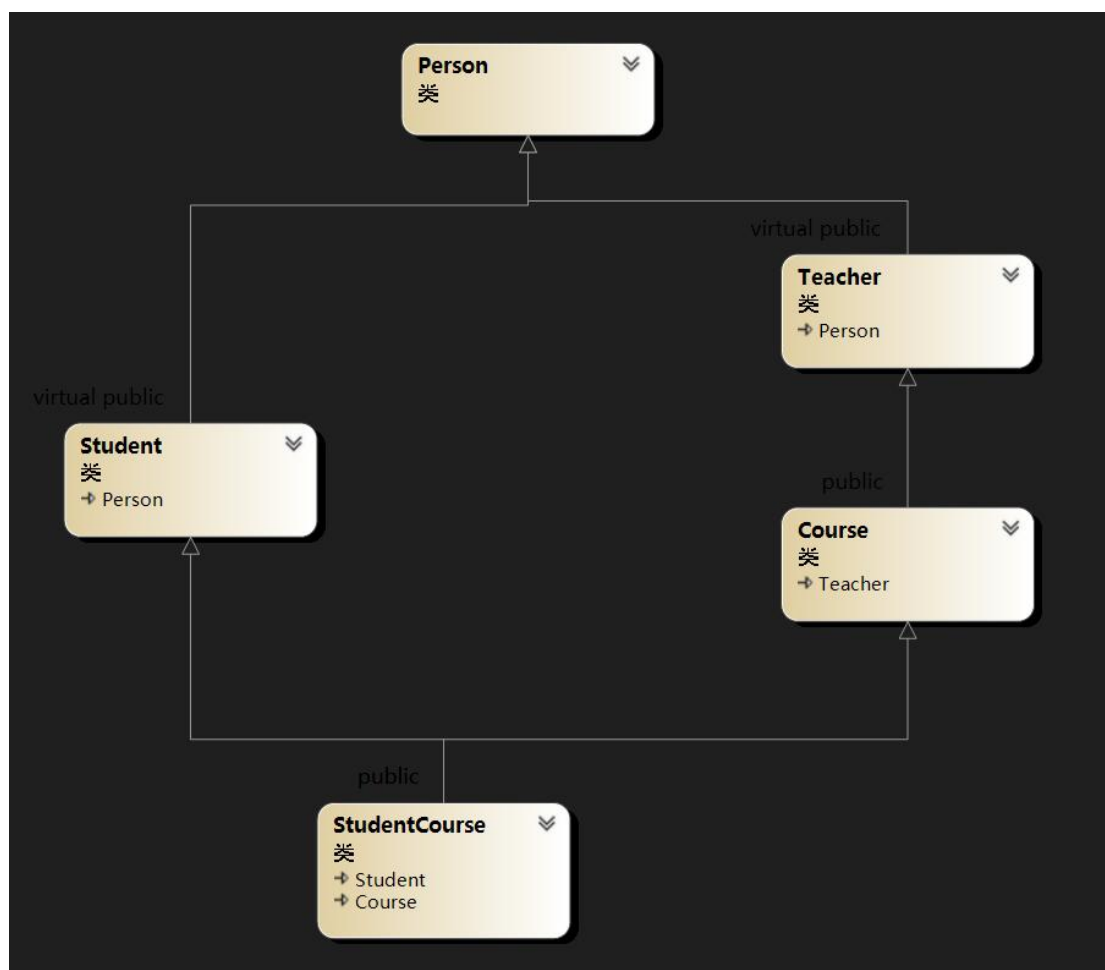 Person
类
virtual public
Teacher
类
Person
virtual public
Student
类
Person
public
Course
类
Teacher
public
StudentCourse
类
Student
Course